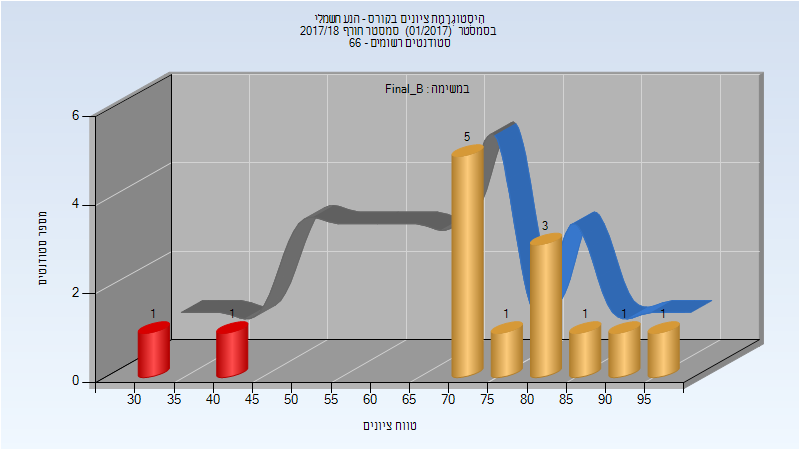 היסטוגרמת ציונים בקורס - הנע חשמלי
בסמסטר (01/2017) סמסטר חורף 2017/18
סטודנטים רשומים - 66
במשימה : Final_B
מספר סטודנטים
6
4
2
0
1
1
5
1
3
1
1
1
30 35 40 45 50 55 60 65 70 75 80 85 90 95
טווח ציונים